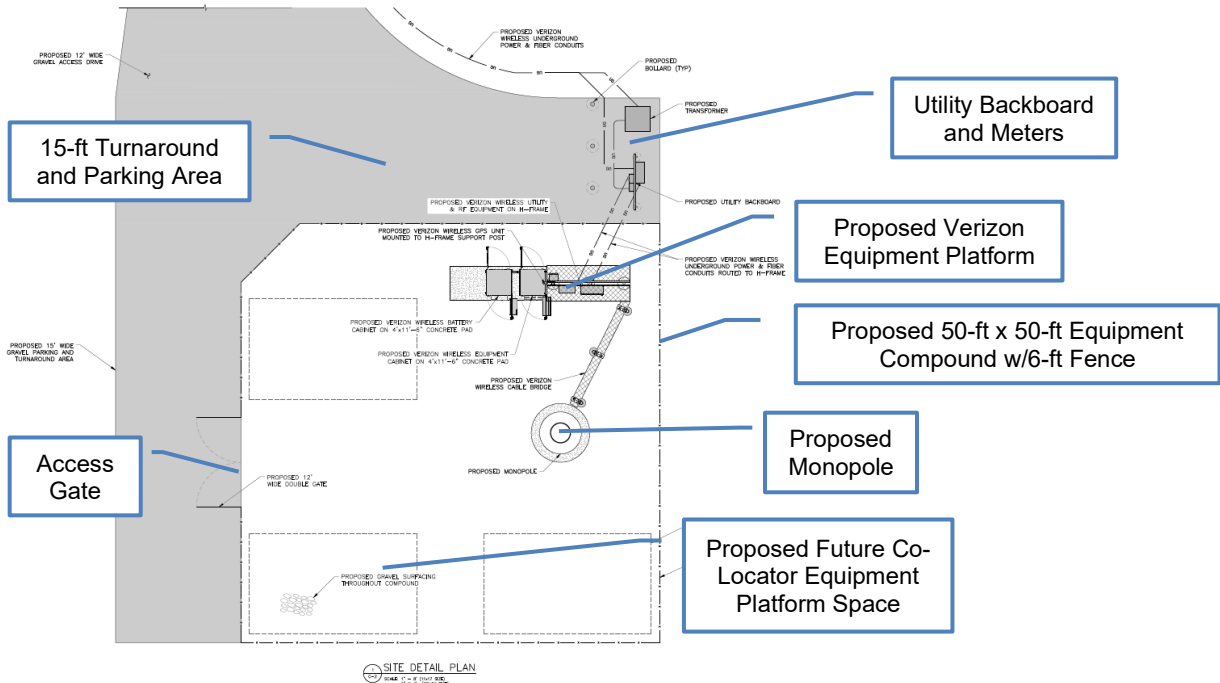 PROPOSED VERIZON
WIRELESS UNDERGROUND
POWER & FIBER CONDUITS
PROPOSED 12' WIDE
GRAVEL ACCESS DRIVE
PROPOSED
BOLLARD (TYP)
PROPOSED
TRANSFORMER
Utility Backboard
and Meters
15-ft Turnaround
and Parking Area
PROPOSED VERIZON WIRELESS UTILITY
& RF EQUIPMENT ON H-FRAME
PROPOSED UTILITY BACKBOARD
PROPOSED VERIZON WIRELESS GPS UNIT
MOUNTED TO H-FRAME SUPPORT POST
Proposed Verizon
Equipment Platform
PROPOSED VERIZON WIRELESS
UNDERGROUND POWER & FIBER
CONDUITS ROUTED TO H-FRAME
PROPOSED VERIZON WIRELESS BATTERY
CABINET ON 4'x11'-6" CONCRETE PAD
PROPOSED 15' WIDE
GRAVEL PARKING AND
TURNAROUND AREA
PROPOSED VERIZON WIRELESS EQUIPMENT
CABINET ON 4'x11'-6" CONCRETE PAD
Proposed 50-ft x 50-ft Equipment
Compound w/6-ft Fence
PROPOSED VERIZON
WIRELESS CABLE BRIDGE
Proposed
Monopole
Access
Gate
PROPOSED MONOPOLE
PROPOSED 12'
WIDE DOUBLE GATE
Proposed Future Co-
Locator Equipment
Platform Space
PROPOSED GRAVEL SURFACING
THROUGHOUT COMPOUND
SITE DETAIL PLAN